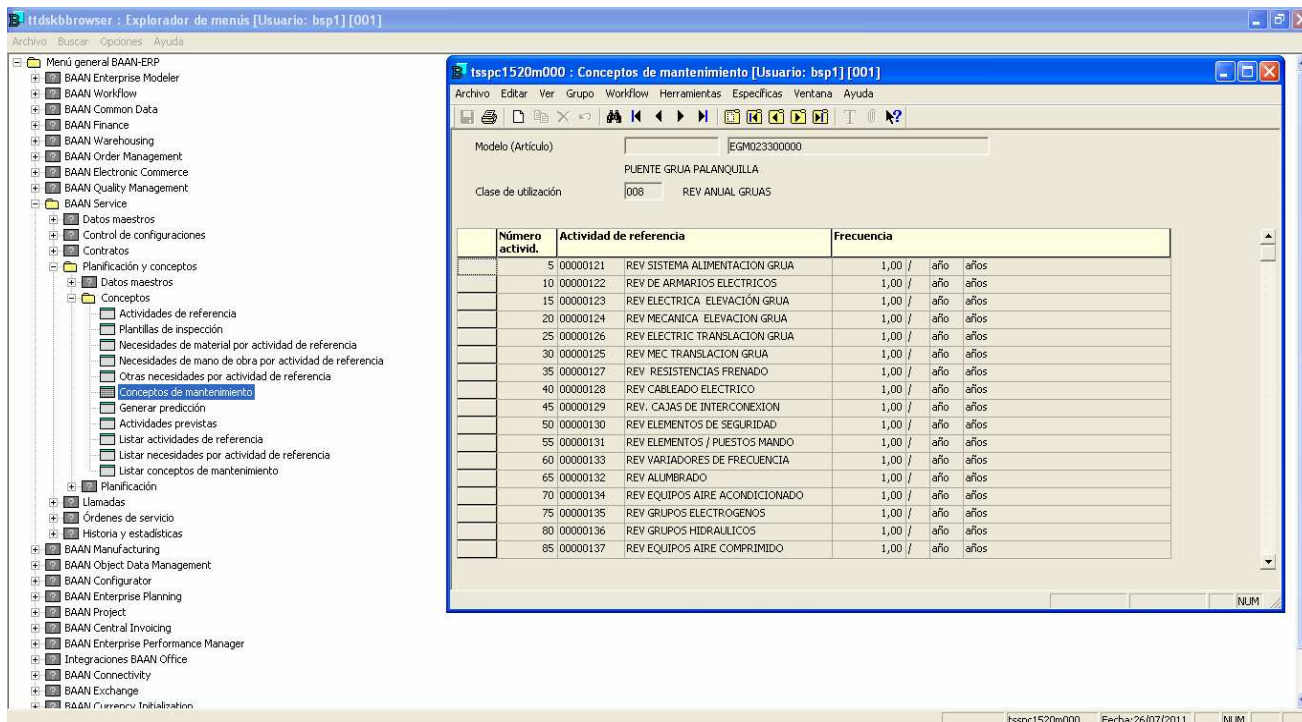 ttdskbbrowser : Explorador de menús [Usuario: bsp1] [001]
Archivo Buscar Opciones Ayuda
Menú general BAAN-ERP
BAAN Enterprise Modeler
BAAN Workflow
BAAN Common Data
BAAN Finance
BAAN Warehousing
BAAN Order Management
BAAN Electronic Commerce
BAAN Quality Management
BAAN Service
Datos maestros
Control de configuraciones
Contratos
Planificación y conceptos
Datos maestros
Conceptos
Actividades de referencia
Plantillas de inspección
Necesidades de material por actividad de referencia
Necesidades de mano de obra por actividad de referencia
Otras necesidades por actividad de referencia
Conceptos de mantenimiento
Generar predicción
Actividades previstas
Listar actividades de referencia
Listar necesidades por actividad de referencia
Listar conceptos de mantenimiento
Planificación
Llamadas
Órdenes de servicio
Historia y estadísticas
BAAN Manufacturing
BAAN Object Data Management
BAAN Configurator
BAAN Enterprise Planning
BAAN Project
BAAN Central Invoicing
BAAN Enterprise Performance Manager
Integraciones BAAN Office
BAAN Connectivity
BAAN Exchange
BAAN Currency Initialization
tsspc1520m000 : Conceptos de mantenimiento [Usuario: bsp1] [001]
Archivo Editar Ver Grupo Workflow Herramientas Específicas Ventana Ayuda
Modelo (Artículo) EGM023300000
PUENTE GRUA PALANQUILLA
Clase de utilización 008 REV ANUAL GRUAS
Número activid. Actividad de referencia Frecuencia
5 00000121 REV SISTEMA ALIMENTACION GRUA 1,00 / año años
10 00000122 REV DE ARMARIOS ELECTRICOS 1,00 / año años
15 00000123 REV ELECTRICA ELEVACIÓN GRUA 1,00 / año años
20 00000124 REV MECANICA ELEVACION GRUA 1,00 / año años
25 00000126 REV ELECTRIC TRANSLACION GRUA 1,00 / año años
30 00000125 REV MEC TRANSLACION GRUA 1,00 / año años
35 00000127 REV RESISTENCIAS FRENADO 1,00 / año años
40 00000128 REV CABLEADO ELECTRICO 1,00 / año años
45 00000129 REV. CAJAS DE INTERCONEXION 1,00 / año años
50 00000130 REV ELEMENTOS DE SEGURIDAD 1,00 / año años
55 00000131 REV ELEMENTOS / PUESTOS MANDO 1,00 / año años
60 00000133 REV VARIADORES DE FRECUENCIA 1,00 / año años
65 00000132 REV ALUMBRADO 1,00 / año años
70 00000134 REV EQUIPOS AIRE ACONDICIONADO 1,00 / año años
75 00000135 REV GRUPOS ELECTROGENOS 1,00 / año años
80 00000136 REV GRUPOS HIDRAULICOS 1,00 / año años
85 00000137 REV EQUIPOS AIRE COMPRIMIDO 1,00 / año años
NUM
tsspc1520m000 Fecha:26/07/2011 NUM